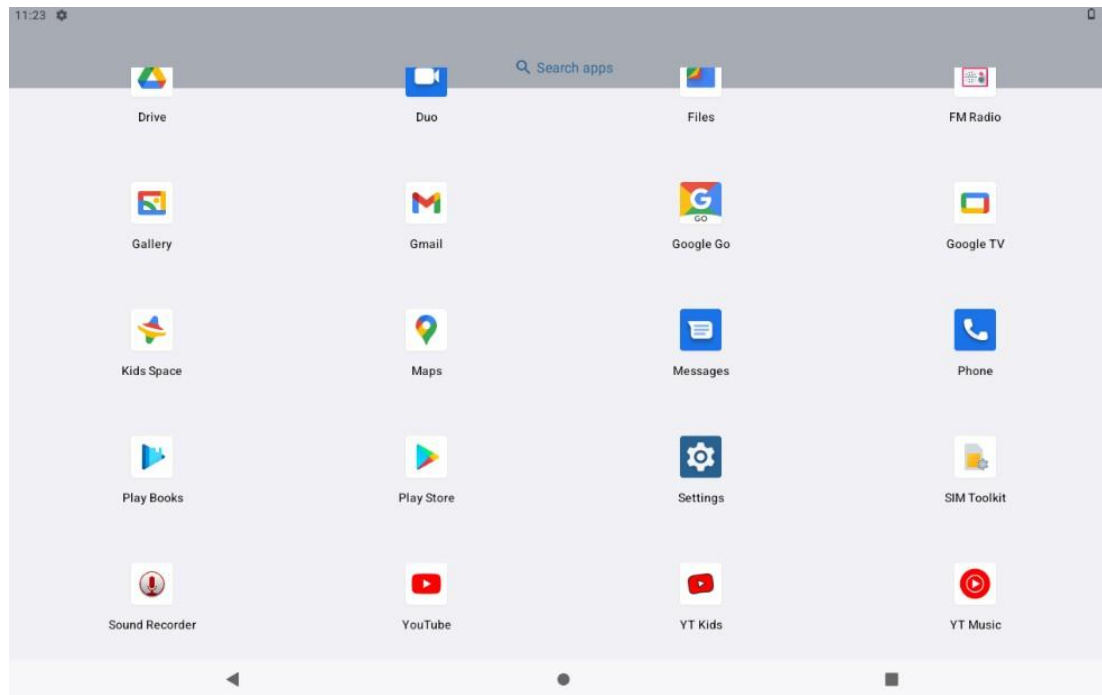 11:23
Search apps
Drive Duo Files FM Radio
Gallery Gmail Google Go Google TV
G
GO
Kids Space Maps Messages Phone
Play Books Play Store Settings SIM Toolkit
Sound Recorder YouTube YT Kids YT Music